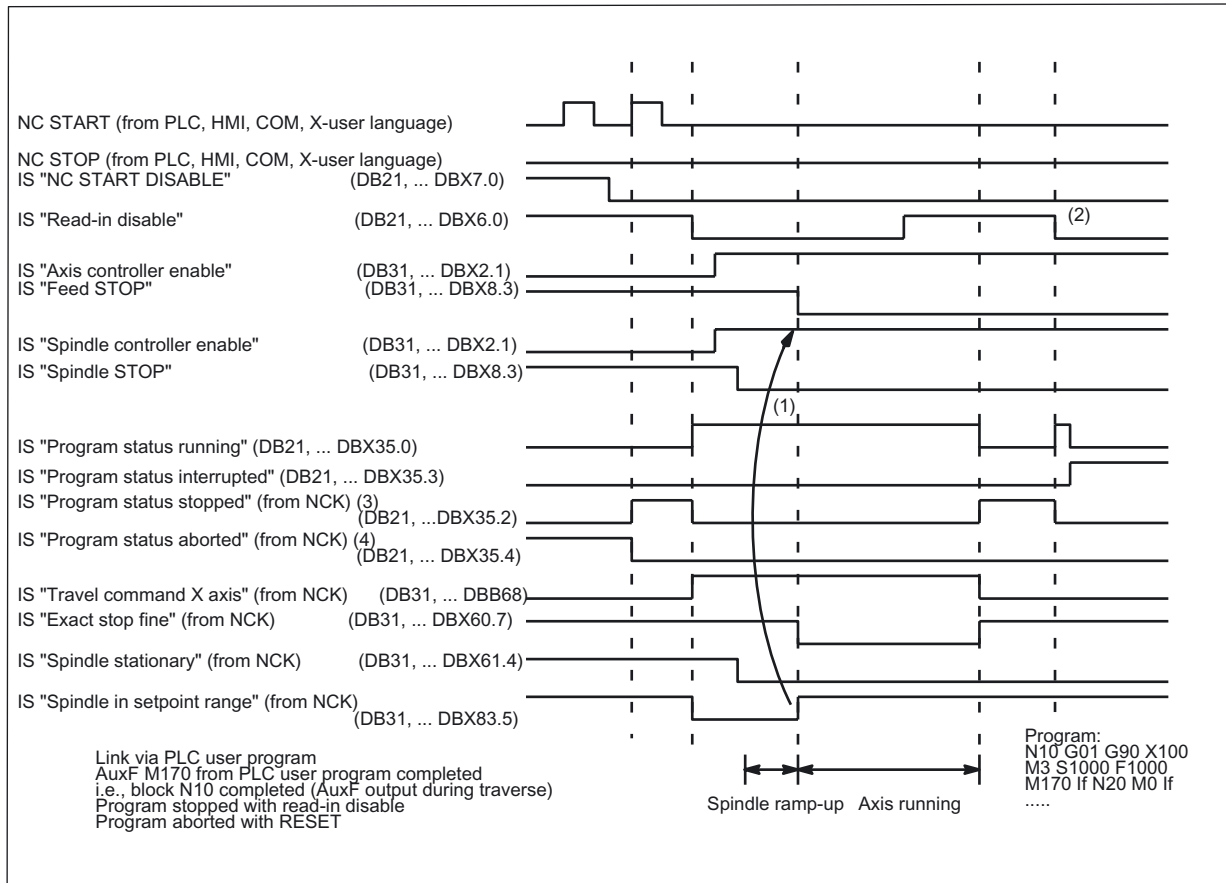 NC START (from PLC, HMI, COM, X-user language)
NC STOP (from PLC, HMI, COM, X-user language)
IS "NC START DISABLE" (DB21, ... DBX7.0)
IS "Read-in disable" (DB21, ... DBX6.0)
(2)
IS "Axis controller enable" (DB31, ... DBX2.1)
IS "Feed STOP" (DB31, ... DBX8.3)
IS "Spindle controller enable" (DB31, ... DBX2.1)
IS "Spindle STOP" (DB31, ... DBX8.3)
(1)
IS "Program status running" (DB21, ... DBX35.0)
IS "Program status interrupted" (DB21, ... DBX35.3)
IS "Program status stopped" (from NCK) (3)
(DB21, ...DBX35.2)
IS "Program status aborted" (from NCK) (4)
(DB21, ... DBX35.4)
IS "Travel command X axis" (from NCK) (DB31, ... DBB68)
IS "Exact stop fine" (from NCK) (DB31, ... DBX60.7)
IS "Spindle stationary" (from NCK) (DB31, ... DBX61.4)
IS "Spindle in setpoint range" (from NCK)
(DB31, ... DBX83.5)
Link via PLC user program
AuxF M170 from PLC user program completed
i.e., block N10 completed (AuxF output during traverse)
Program stopped with read-in disable
Program aborted with RESET
Spindle ramp-up
Axis running
Program:
N10 G01 G90 X100
M3 S1000 F1000
M170 If N20 M0 If
.....